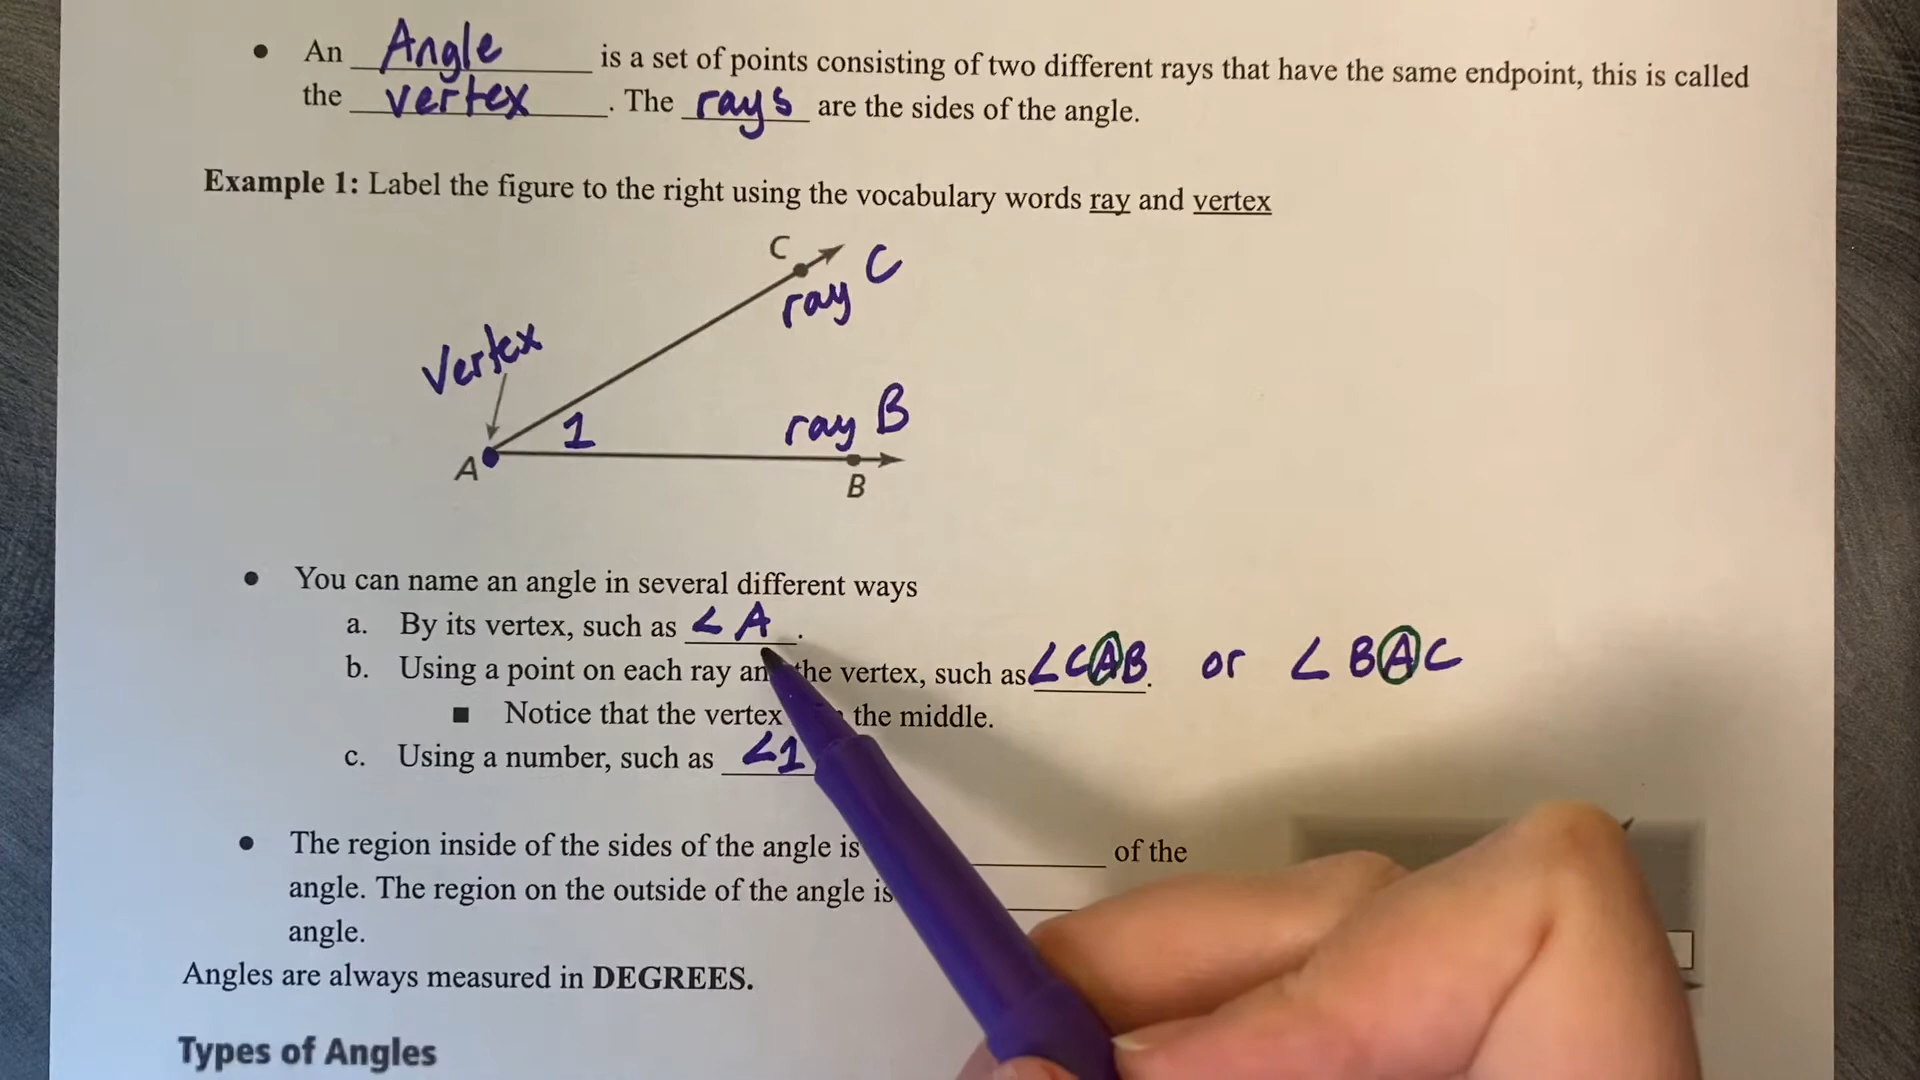 • An Angle is a set of points consisting of two different rays that have the same endpoint, this is called
the vertex. The rays are the sides of the angle.
Example 1: Label the figure to the right using the vocabulary words ray and vertex
C
ray C
Vertex
1
ray B
A
B
• You can name an angle in several different ways
a. By its vertex, such as ∠A.
b. Using a point on each ray an the vertex, such as ∠CAB. or ∠BAC
■ Notice that the vertex the middle.
c. Using a number, such as ∠1
• The region inside of the sides of the angle is ______ of the
angle. The region on the outside of the angle is ______
angle.
Angles are always measured in DEGREES.
Types of Angles